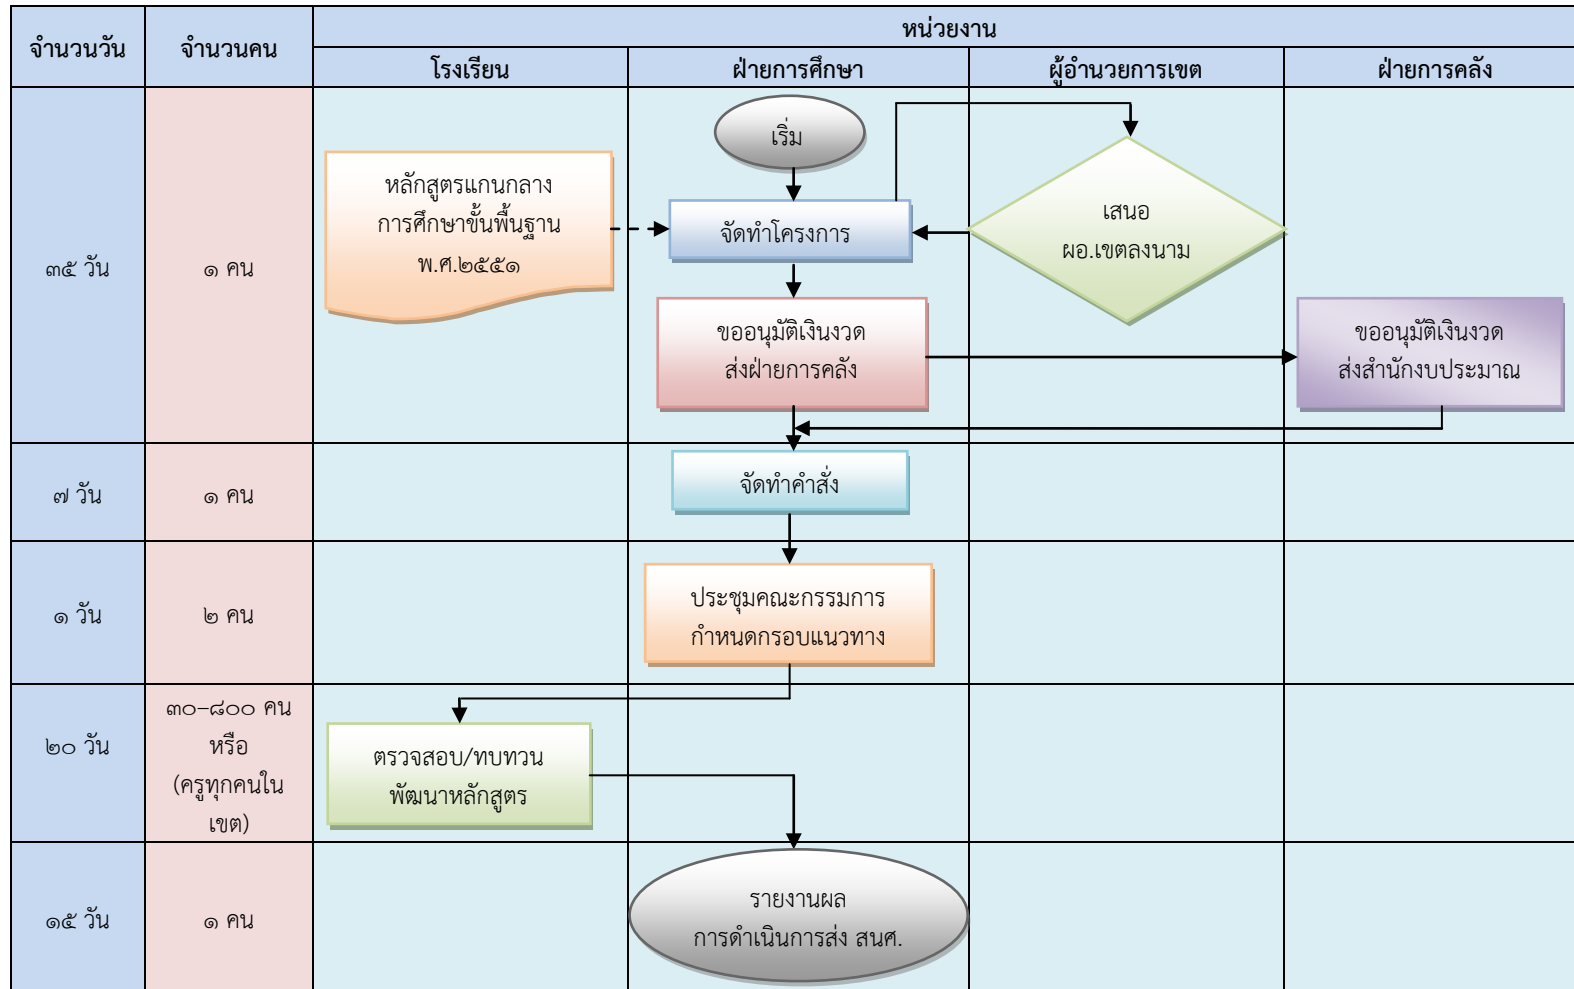 จำนวนวัน
จำนวนคน
หน่วยงาน
โรงเรียน
ฝ่ายการศึกษา
ผู้อำนวยการเขต
ฝ่ายการคลัง
๓๕ วัน
๑ คน
หลักสูตรแกนกลาง
การศึกษาขั้นพื้นฐาน
พ.ศ.๒๕๕๑
เริ่ม
จัดทำโครงการ
เสนอ
ผอ.เขตลงนาม
ขออนุมัติเงินงวด
ส่งฝ่ายการคลัง
ขออนุมัติเงินงวด
ส่งสำนักงบประมาณ
๗ วัน
๑ คน
จัดทำคำสั่ง
๑ วัน
๒ คน
ประชุมคณะกรรมการ
กำหนดกรอบแนวทาง
๒๐ วัน
๓๐–๘๐๐ คน
หรือ
(ครูทุกคนใน
เขต)
ตรวจสอบ/ทบทวน
พัฒนาหลักสูตร
๑๕ วัน
๑ คน
รายงานผล
การดำเนินการส่ง สนศ.